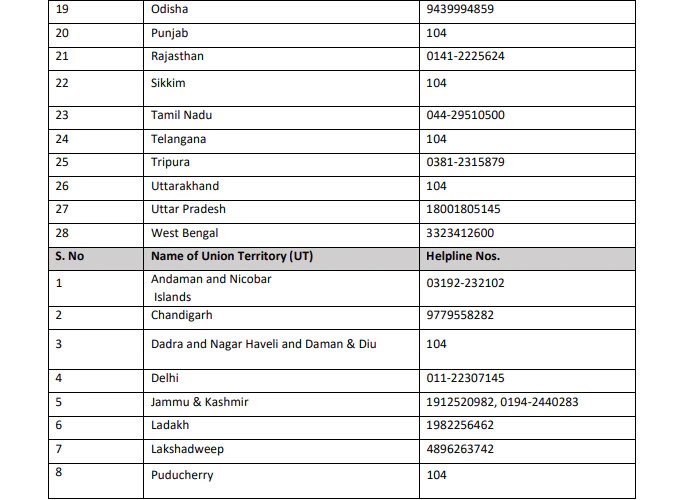 19 Odisha 9439994859
20 Punjab 104
21 Rajasthan 0141-2225624
22 Sikkim 104
23 Tamil Nadu 044-29510500
24 Telangana 104
25 Tripura 0381-2315879
26 Uttarakhand 104
27 Uttar Pradesh 18001805145
28 West Bengal 3323412600
S. No Name of Union Territory (UT) Helpline Nos.
1 Andaman and Nicobar 03192-232102
Islands
2 Chandigarh 9779558282
3 Dadra and Nagar Haveli and Daman & Diu 104
4 Delhi 011-22307145
5 Jammu & Kashmir 1912520982, 0194-2440283
6 Ladakh 1982256462
7 Lakshadweep 4896263742
8 Puducherry 104